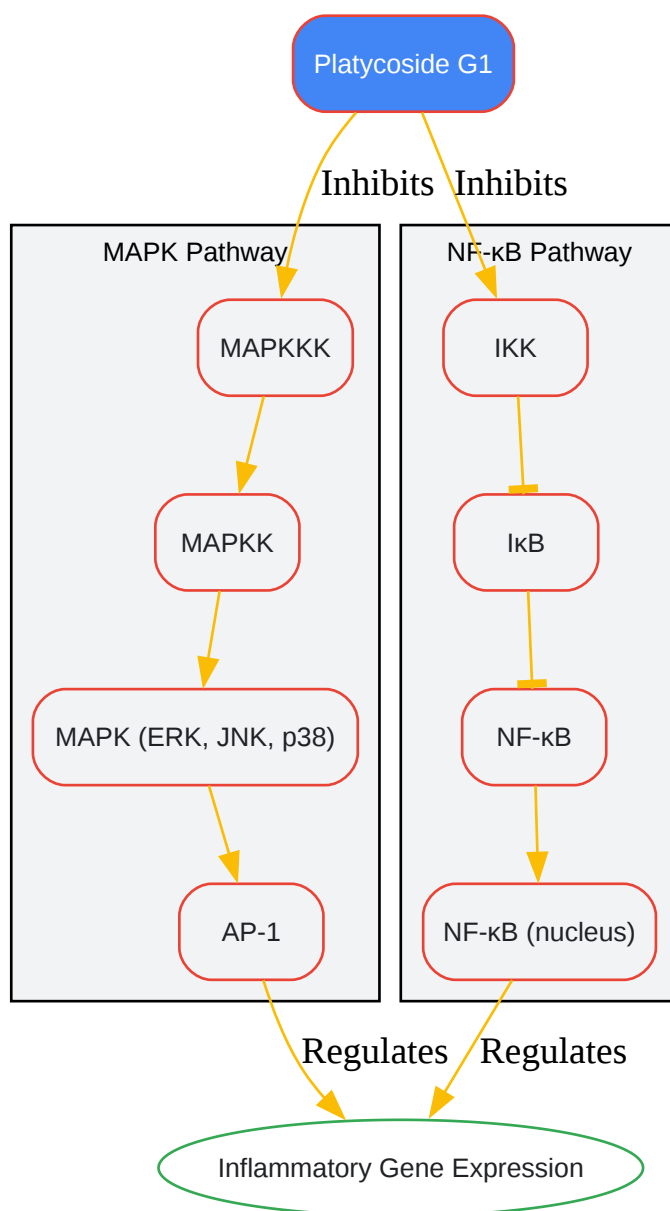 Platycoside G1
Inhibits Inhibits
MAPK Pathway
NF-κB Pathway
MAPKKK
IKK
MAPKK
IκB
MAPK (ERK, JNK, p38)
NF-κB
AP-1
NF-κB (nucleus)
Regulates Regulates
Inflammatory Gene Expression